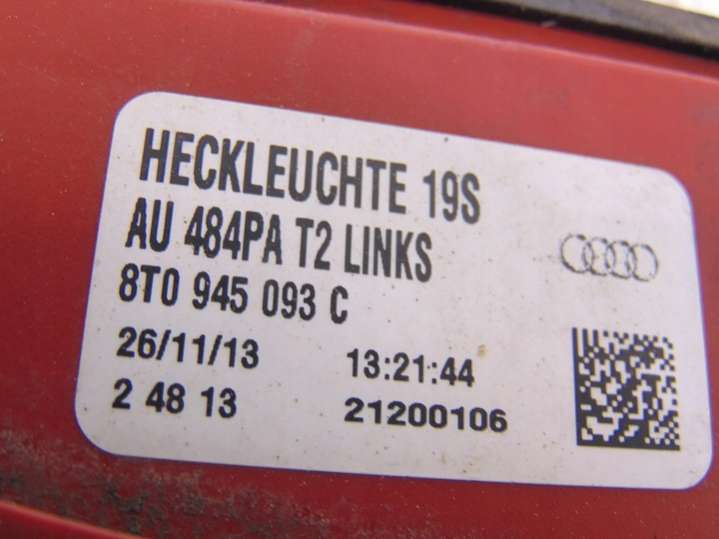 HECKLEUCHTE 19S
AU 484PA T2 LINKS
8T0 945 093 C
26/11/13 13:21:44
2 48 13 21200106